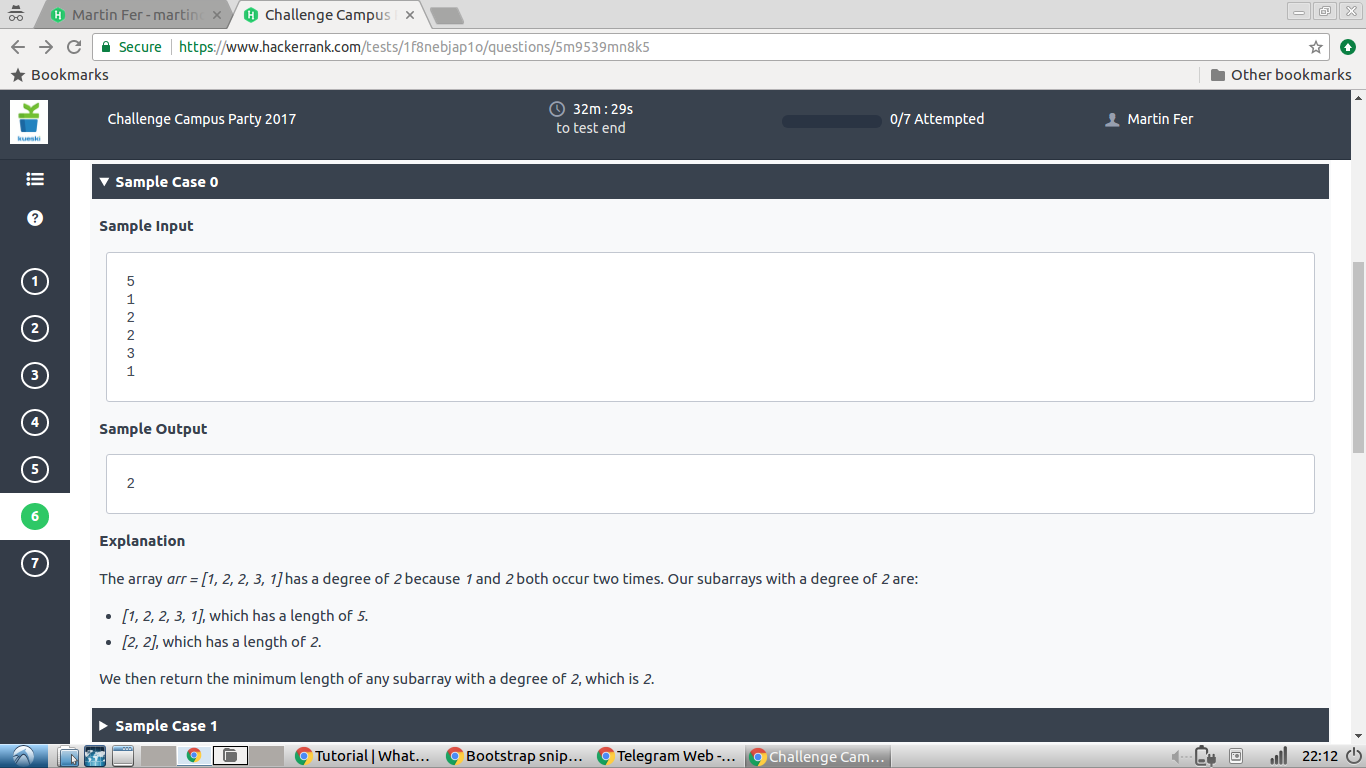 Martin Fer - martin
Challenge Campus
Secure
https://www.hackerrank.com/tests/1f8nebjap1o/questions/5m9539mn8k5
Bookmarks
Other bookmarks
kueski
Challenge Campus Party 2017
32m : 29s
to test end
0/7 Attempted
Martin Fer
?
1
2
3
4
5
6
7
Sample Case 0
Sample Input
5
1
2
2
3
1
Sample Output
2
Explanation
The array arr = [1, 2, 2, 3, 1] has a degree of 2 because 1 and 2 both occur two times. Our subarrays with a degree of 2 are:
• [1, 2, 2, 3, 1], which has a length of 5.
• [2, 2], which has a length of 2.
We then return the minimum length of any subarray with a degree of 2, which is 2.
Sample Case 1
Tutorial | What...
Bootstrap snip...
Telegram Web -...
Challenge Cam...
22:12